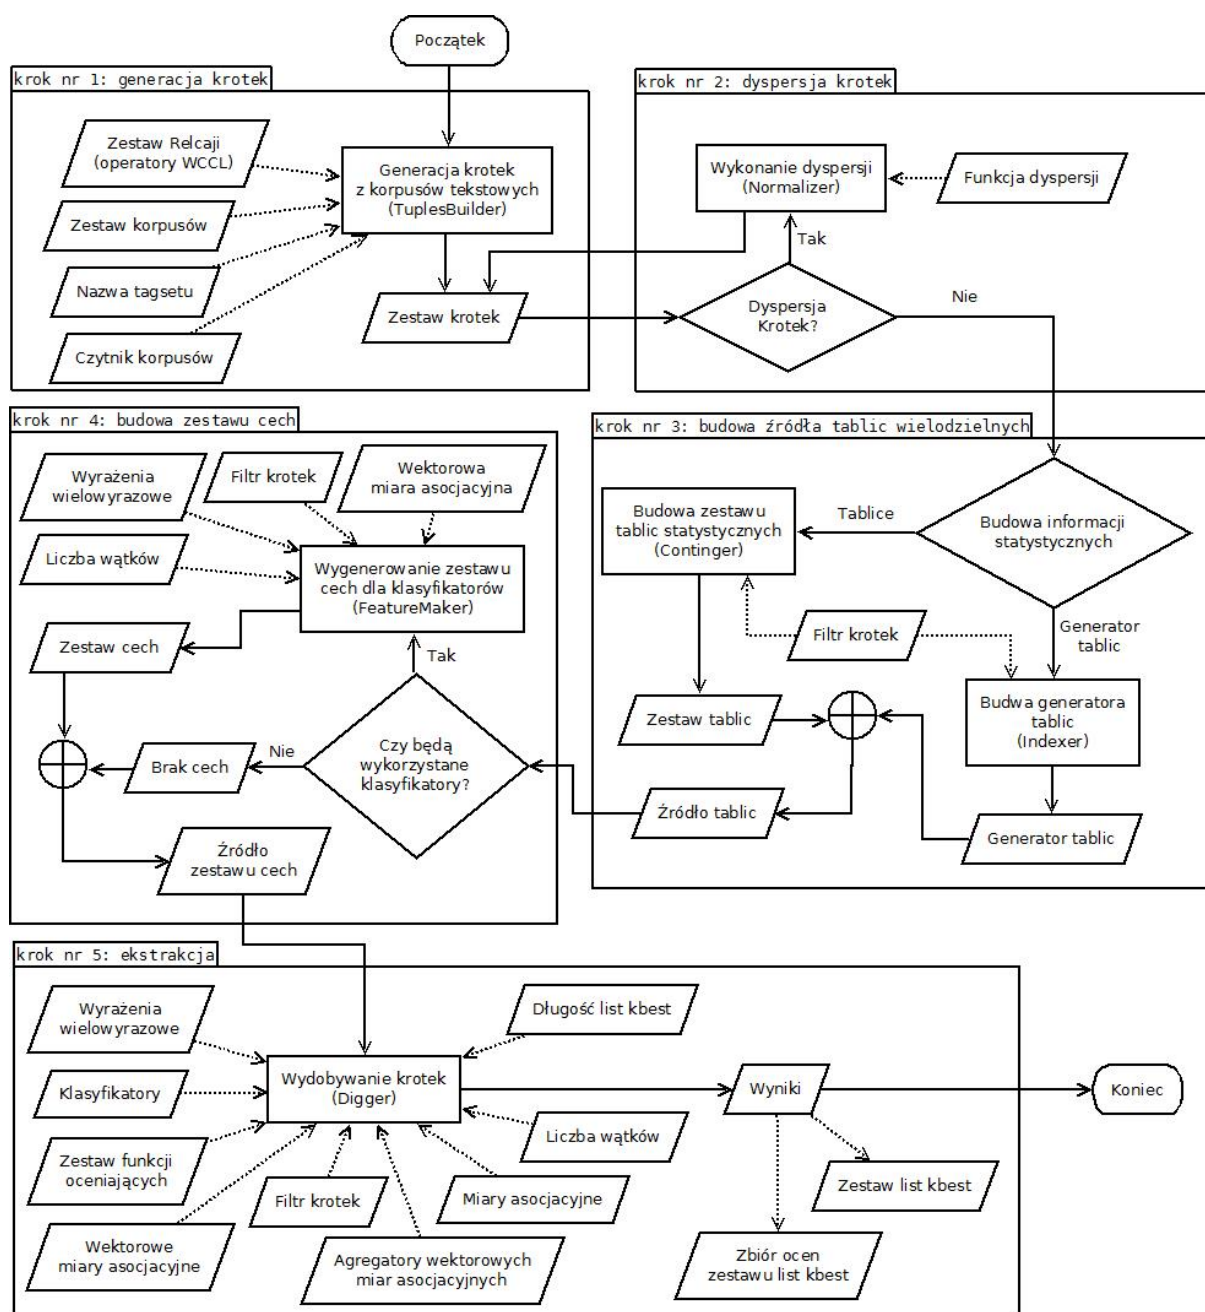 Początek
krok nr 1: generacja krotek
Zestaw Relcaji
(operatory WCCL)
Generacja krotek
z korpusów tekstowych
(TuplesBuilder)
Zestaw korpusów
Nazwa tagsetu
Zestaw krotek
Czytnik korpusów
krok nr 2: dyspersja krotek
Wykonanie dyspersji
(Normalizer)
Funkcja dyspersji
Tak
Nie
Dyspersja
Krotek?
krok nr 3: budowa źródła tablic wielodzielnych
Budowa zestawu
tablic statystycznych
(Continger)
Tablice
Budowa informacji
statystycznych
Filtr krotek
Generator
tablic
Zestaw tablic
Budwa generatora
tablic
(Indexer)
Źródło tablic
Generator tablic
krok nr 4: budowa zestawu cech
Wyrażenia
wielowyrazowe
Filtr krotek
Wektorowa
miara asocjacyjna
Liczba wątków
Wygenerowanie zestawu
cech dla klasyfikatorów
(FeatureMaker)
Zestaw cech
Tak
Nie
Brak cech
Czy będą
wykorzystane
klasyfikatory?
Źródło
zestawu cech
krok nr 5: ekstrakcja
Wyrażenia
wielowyrazowe
Długość list kbest
Klasyfikatory
Wydobywanie krotek
(Digger)
Wyniki
Koniec
Zestaw funkcji
oceniających
Liczba wątków
Filtr krotek
Miary asocjacyjne
Zestaw list kbest
Wektorowe
miary asocjacyjne
Agregatory wektorowych
miar asocjacyjnych
Zbiór ocen
zestawu list kbest